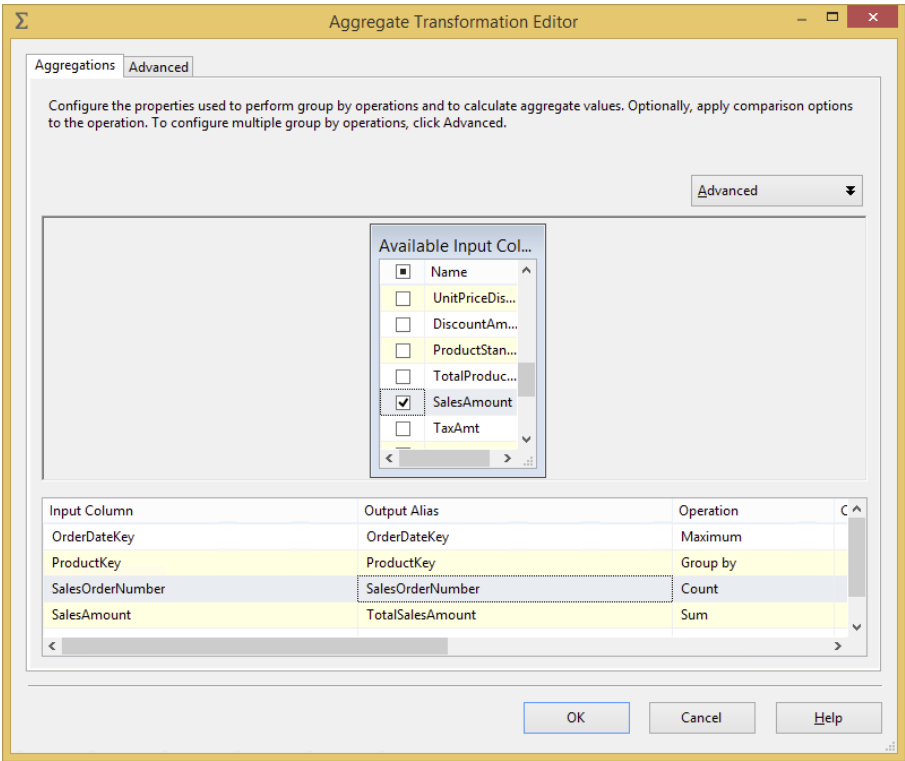 Σ Aggregate Transformation Editor
Aggregations Advanced
Configure the properties used to perform group by operations and to calculate aggregate values. Optionally, apply comparison options
to the operation. To configure multiple group by operations, click Advanced.
Advanced
Available Input Col...
Name
UnitPriceDis...
DiscountAm...
ProductStan...
TotalProduc...
SalesAmount
TaxAmt
Input Column Output Alias Operation C
OrderDateKey OrderDateKey Maximum
ProductKey ProductKey Group by
SalesOrderNumber SalesOrderNumber Count
SalesAmount TotalSalesAmount Sum
OK Cancel Help